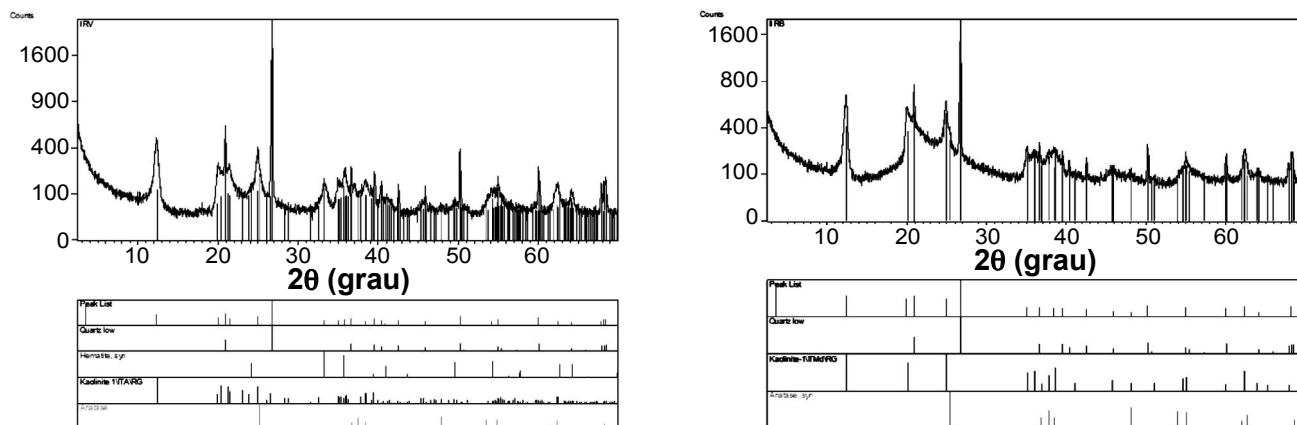 Counts
IRV
1600
900
400
100
0
10 20 30 40 50 60
2θ (grau)
Peak List
Quartz low
Hematite, syn
Kaolinite 1\ITA\RG
Anatase
Counts
II RB
1600
800
400
100
0
10 20 30 40 50 60
2θ (grau)
Peak List
Quartz low
Kaolinite-1\ITMd\RG
Anatase, syn